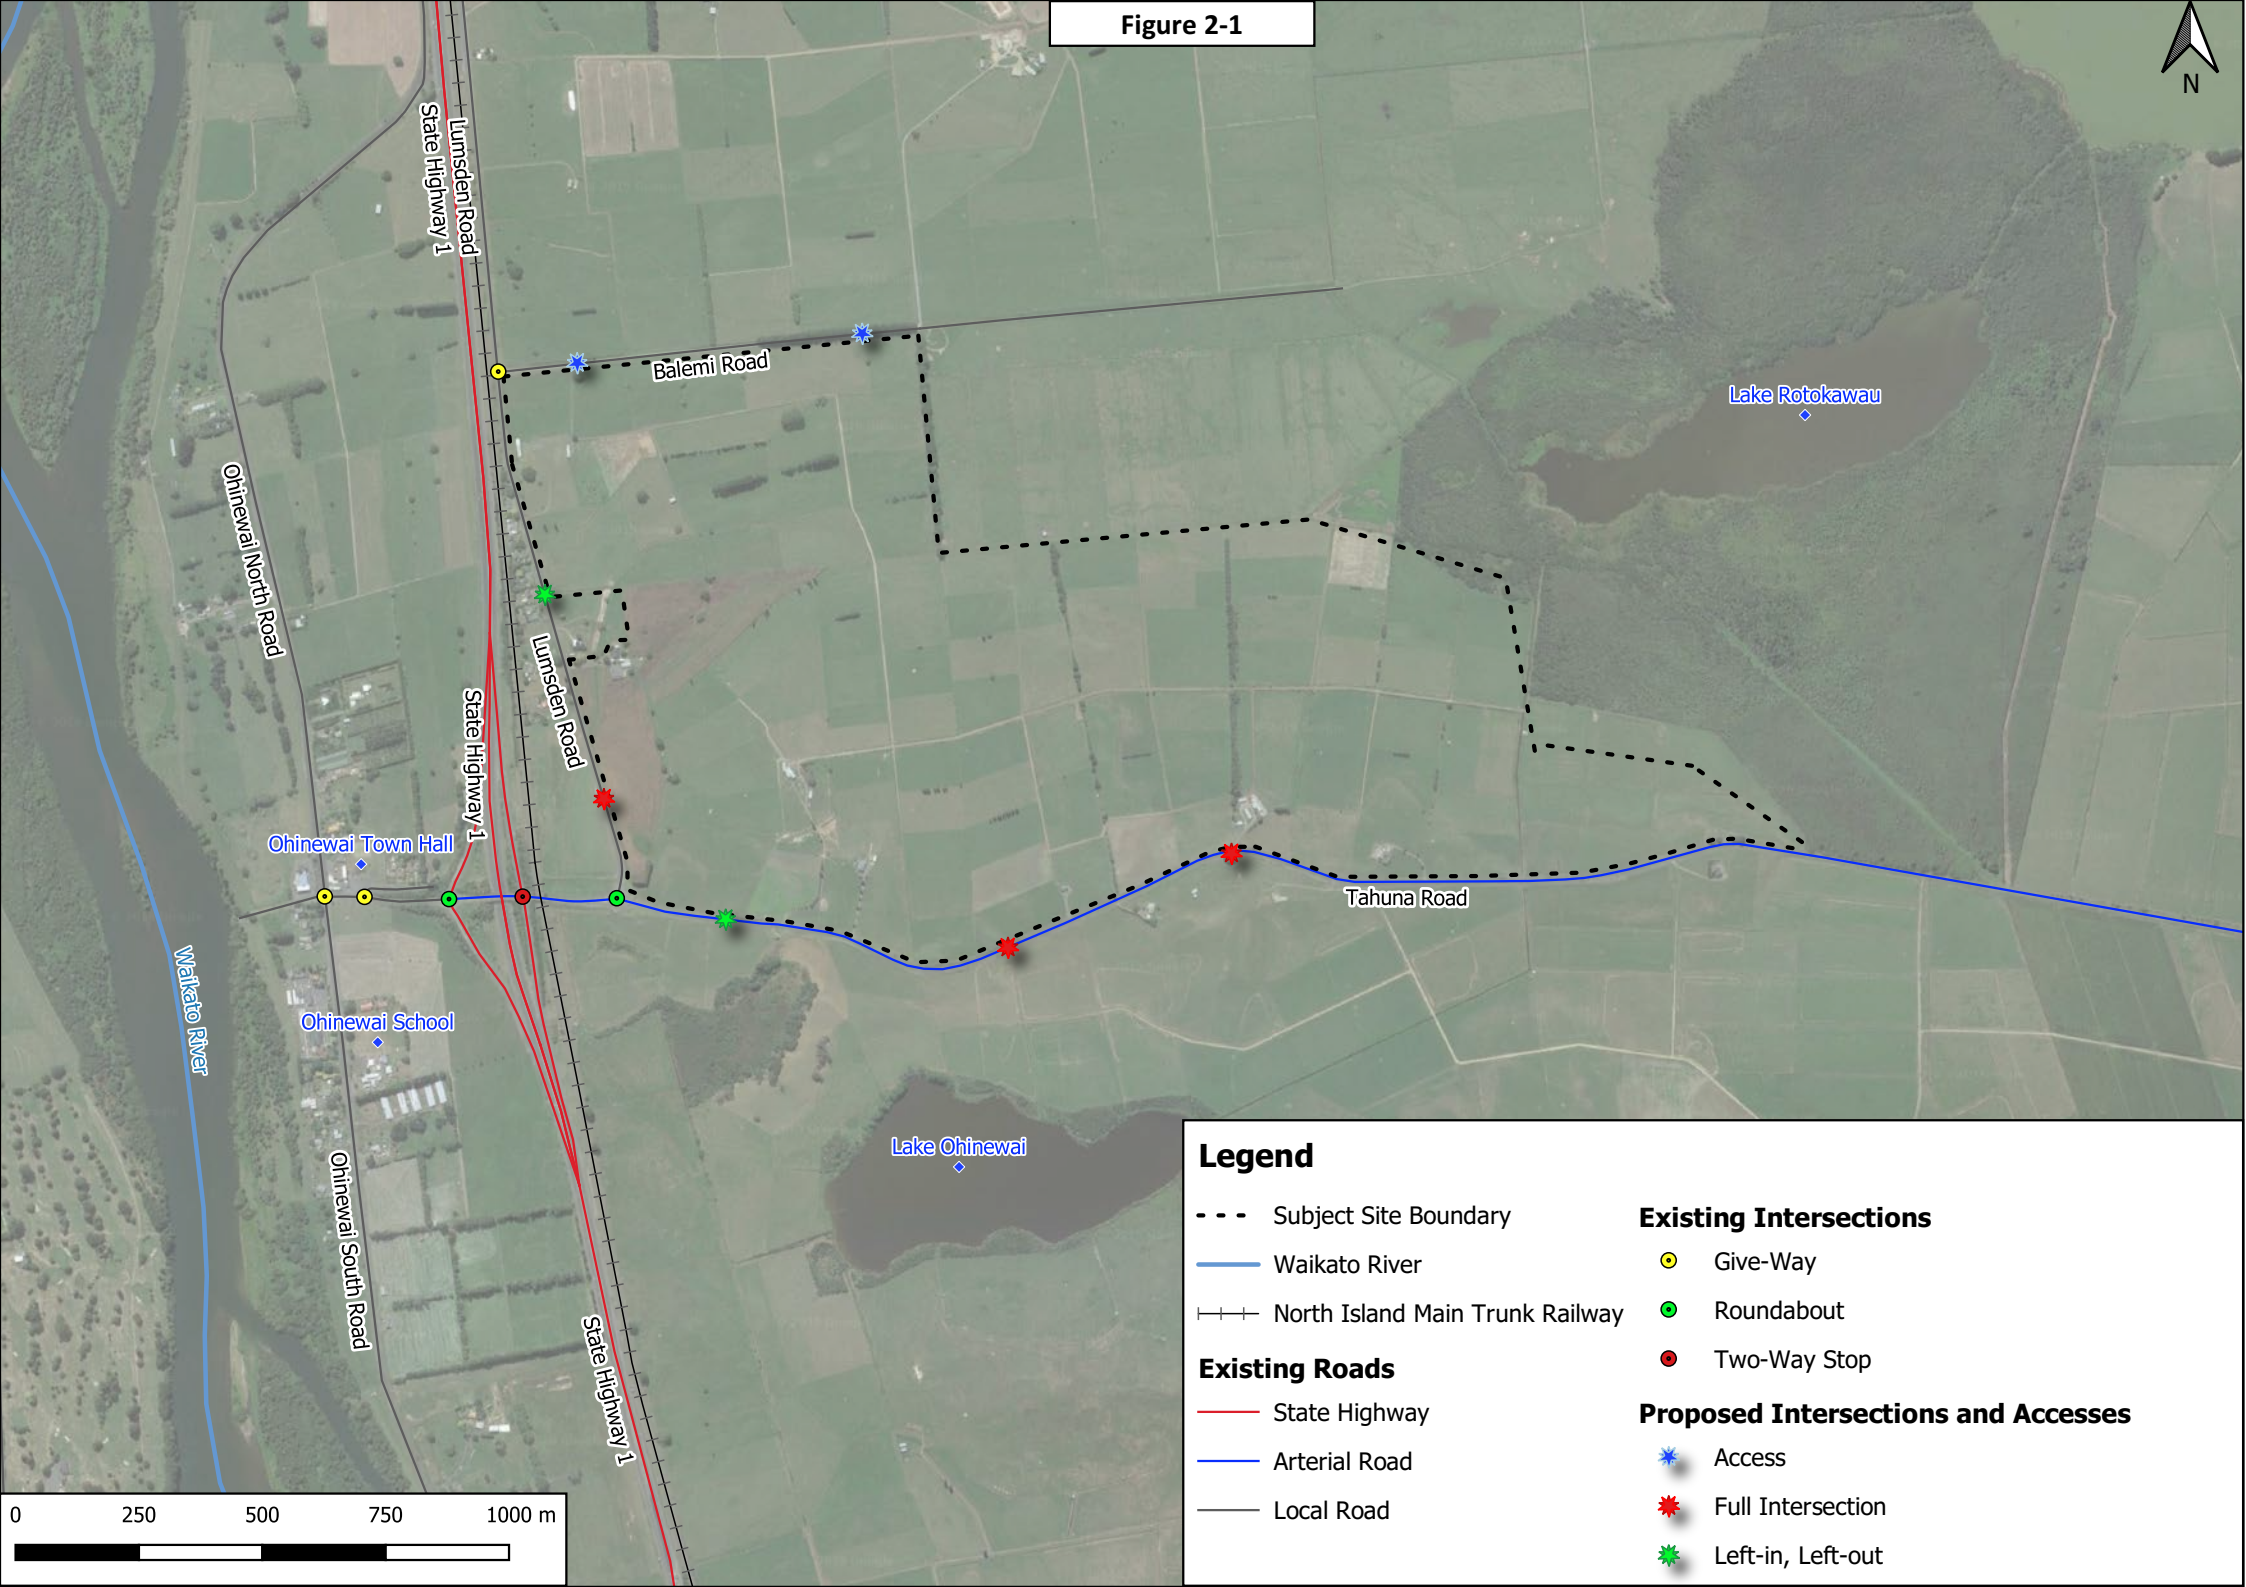 Figure 2-1
N
State Highway 1
Lumsden Road
Balemi Road
Lake Rotokawau
Ohinewai North Road
Lumsden Road
State Highway 1
Ohinewai Town Hall
Tahuna Road
Waikato River
Ohinewai School
Lake Ohinewai
Ohinewai South Road
State Highway 1
0 250 500 750 1000 m
Legend
Subject Site Boundary
Waikato River
North Island Main Trunk Railway
Existing Roads
State Highway
Arterial Road
Local Road
Existing Intersections
Give-Way
Roundabout
Two-Way Stop
Proposed Intersections and Accesses
Access
Full Intersection
Left-in, Left-out